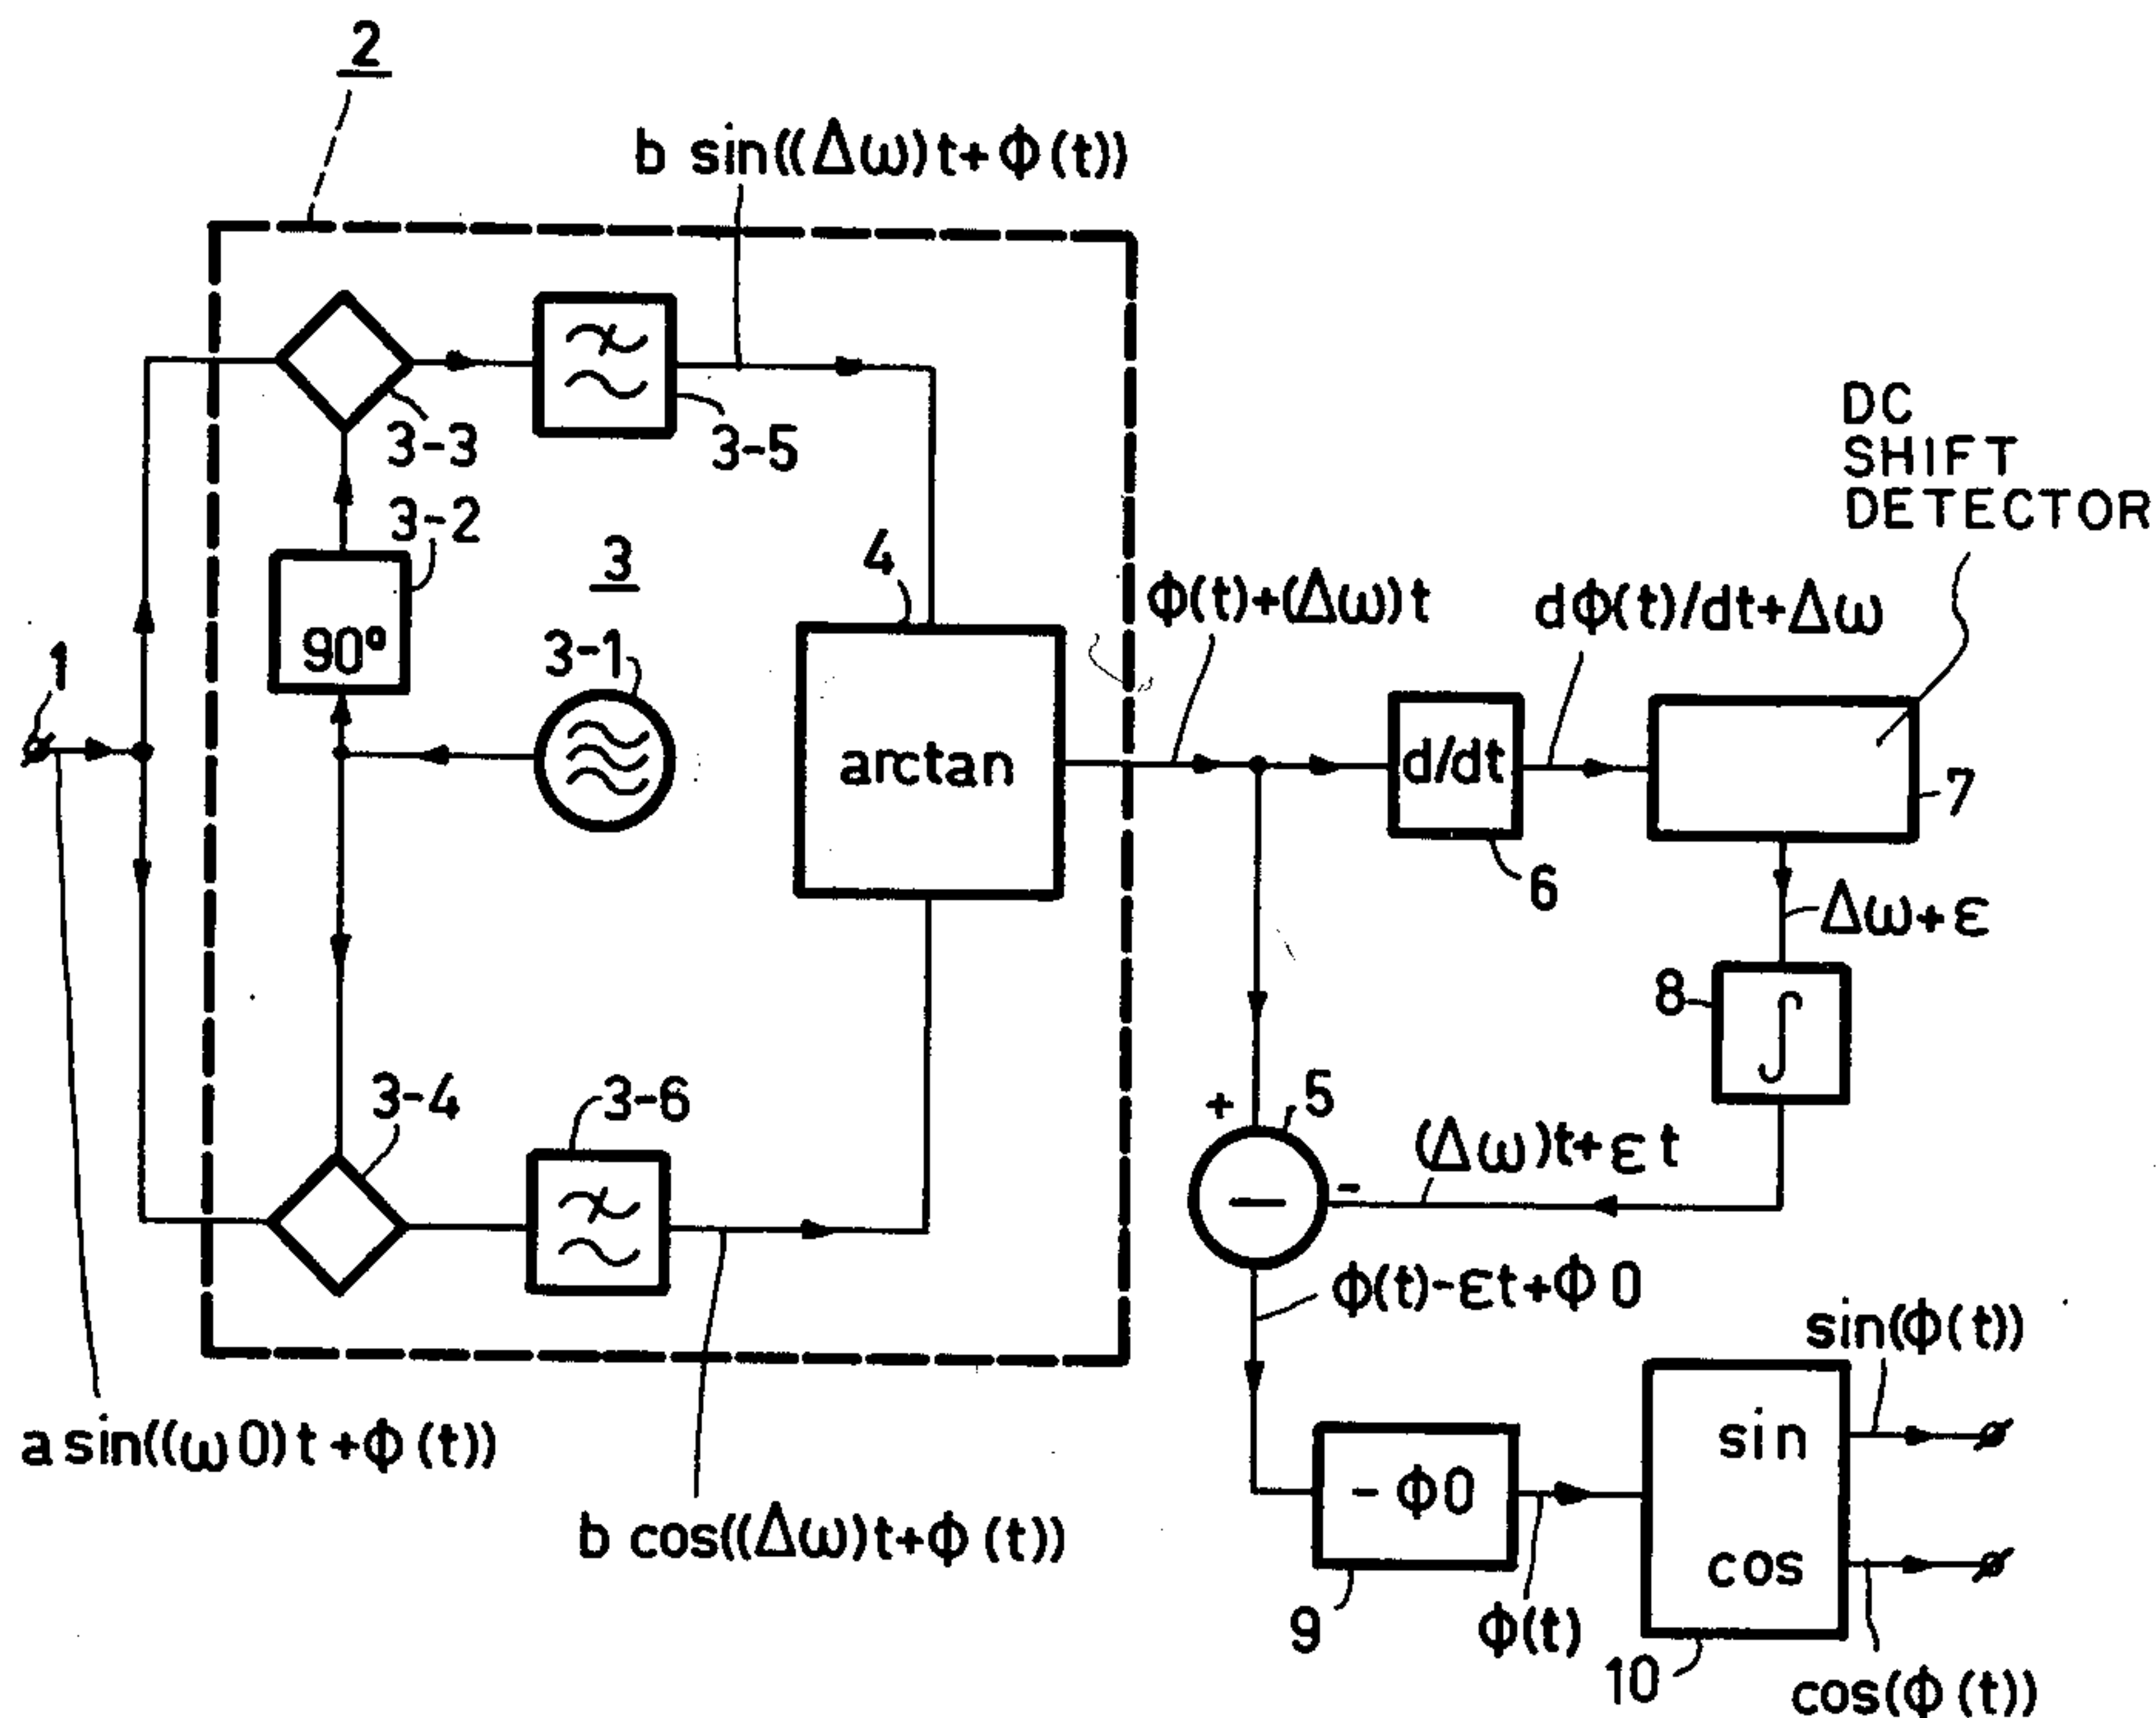 2
b sin((Δω)t+ϕ(t))
3-3
3-5
3-2
90°
3
3-1
4
arctan
1
DC
SHIFT
DETECTOR
ϕ(t)+(Δω)t
dϕ(t)/dt+Δω
d/dt
7
6
Δω+ε
8
∫
3-4
3-6
+
5
(Δω)t+εt
-
−
ϕ(t)-εt+ϕ0
a sin((ω0)t+ϕ(t))
b cos((Δω)t+ϕ(t))
-ϕ0
9
ϕ(t)
sin(ϕ(t))
sin
cos
10
cos(ϕ(t))